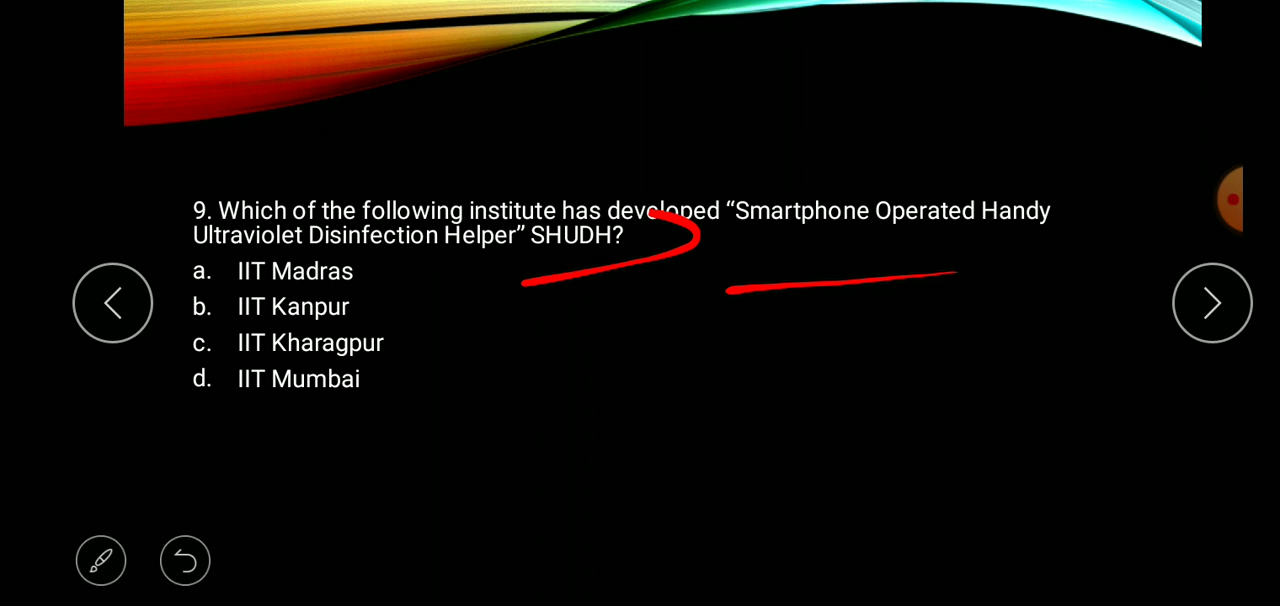 9. Which of the following institute has developed “Smartphone Operated Handy
Ultraviolet Disinfection Helper” SHUDH?
a. IIT Madras
b. IIT Kanpur
c. IIT Kharagpur
d. IIT Mumbai